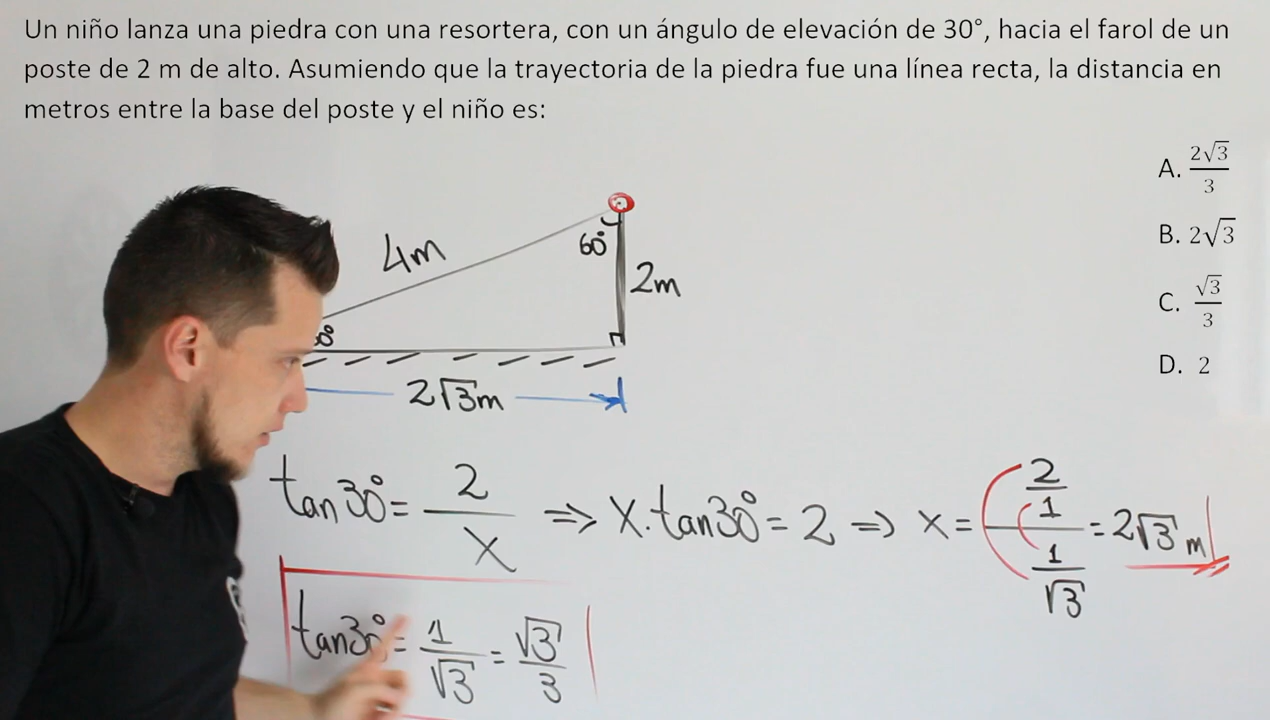 Un niño lanza una piedra con una resortera, con un ángulo de elevación de 30°, hacia el farol de un
poste de 2 m de alto. Asumiendo que la trayectoria de la piedra fue una línea recta, la distancia en
metros entre la base del poste y el niño es:
A. 2√3/3
B. 2√3
C. √3/3
D. 2
4m
60°
2m
0°
2√3m
tan30° = 2/x ⇒ x.tan30° = 2 ⇒ x = (2/1)/(1/√3) = 2√3 m
tan30° = 1/√3 = √3/3